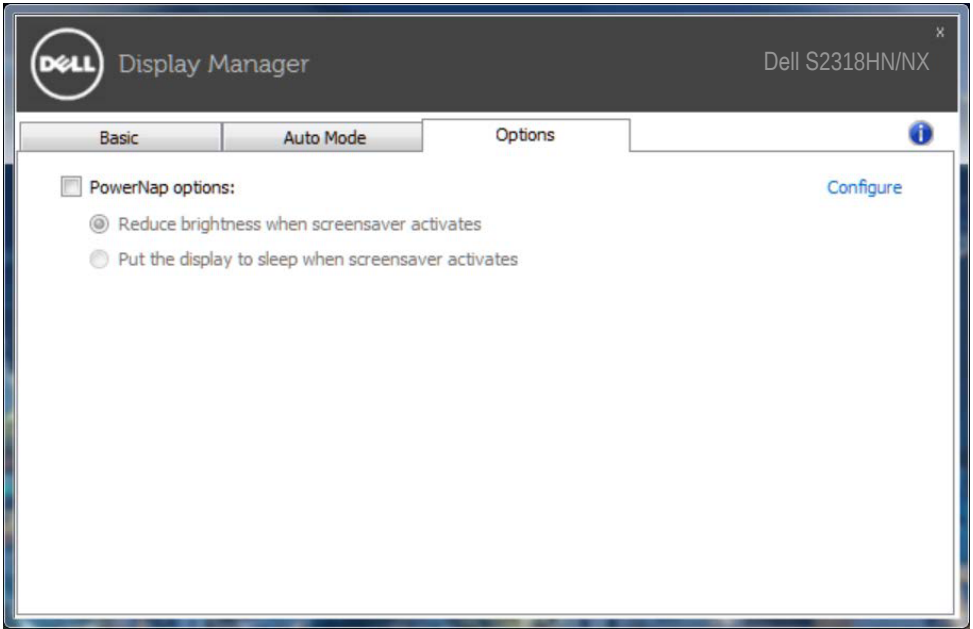 DELL
Display Manager
x
Dell S2318HN/NX
Basic
Auto Mode
Options
i
PowerNap options:
Configure
Reduce brightness when screensaver activates
Put the display to sleep when screensaver activates